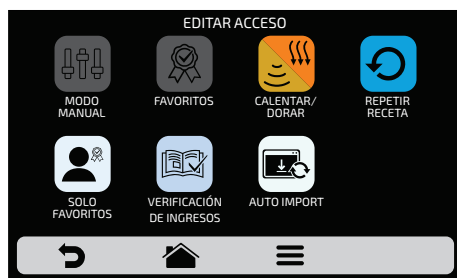 EDITAR ACCESO
MODO
MANUAL
FAVORITOS
CALENTAR/
DORAR
REPETIR
RECETA
SOLO
FAVORITOS
VERIFICACIÓN
DE INGRESOS
AUTO IMPORT